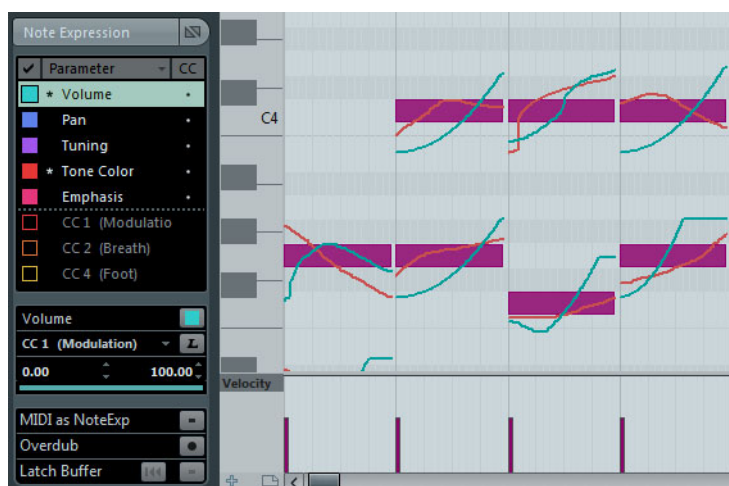 Note Expression
Parameter CC
* Volume
Pan
Tuning
* Tone Color
Emphasis
CC 1 (Modulatio
CC 2 (Breath)
CC 4 (Foot)
Volume
CC 1 (Modulation) L
0.00 100.00
MIDI as NoteExp
Overdub
Latch Buffer
C4
Velocity